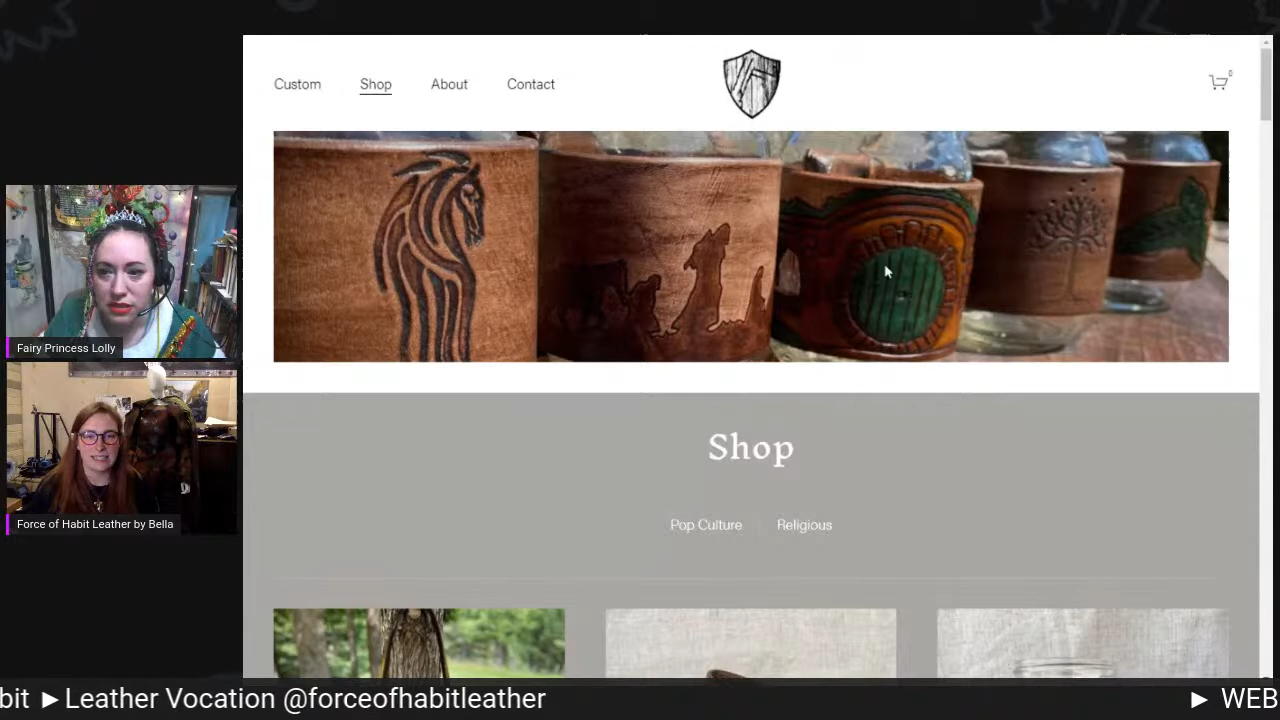 Custom Shop About Contact 0
Fairy Princess Lolly
Force of Habit Leather by Bella
Shop
Pop Culture Religious
bit ►Leather Vocation @forceofhabitleather ► WEB